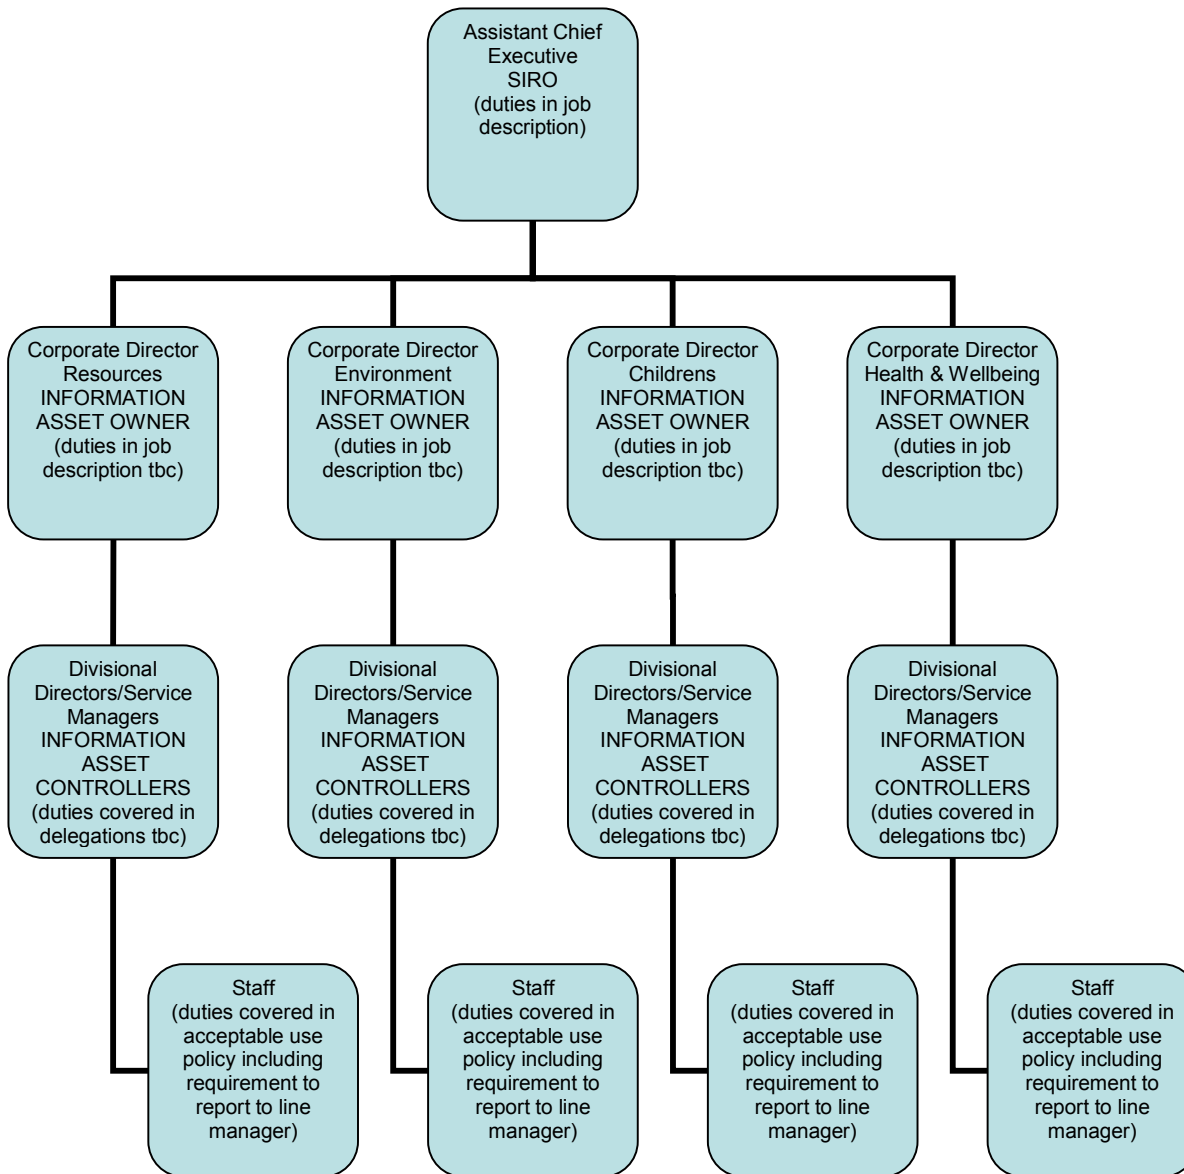 Assistant Chief
Executive
SIRO
(duties in job
description)
Corporate Director
Resources
INFORMATION
ASSET OWNER
(duties in job
description tbc)
Corporate Director
Environment
INFORMATION
ASSET OWNER
(duties in job
description tbc)
Corporate Director
Childrens
INFORMATION
ASSET OWNER
(duties in job
description tbc)
Corporate Director
Health & Wellbeing
INFORMATION
ASSET OWNER
(duties in job
description tbc)
Divisional
Directors/Service
Managers
INFORMATION
ASSET
CONTROLLERS
(duties covered in
delegations tbc)
Divisional
Directors/Service
Managers
INFORMATION
ASSET
CONTROLLERS
(duties covered in
delegations tbc)
Divisional
Directors/Service
Managers
INFORMATION
ASSET
CONTROLLERS
(duties covered in
delegations tbc)
Divisional
Directors/Service
Managers
INFORMATION
ASSET
CONTROLLERS
(duties covered in
delegations tbc)
Staff
(duties covered in
acceptable use
policy including
requirement to
report to line
manager)
Staff
(duties covered in
acceptable use
policy including
requirement to
report to line
manager)
Staff
(duties covered in
acceptable use
policy including
requirement to
report to line
manager)
Staff
(duties covered in
acceptable use
policy including
requirement to
report to line
manager)